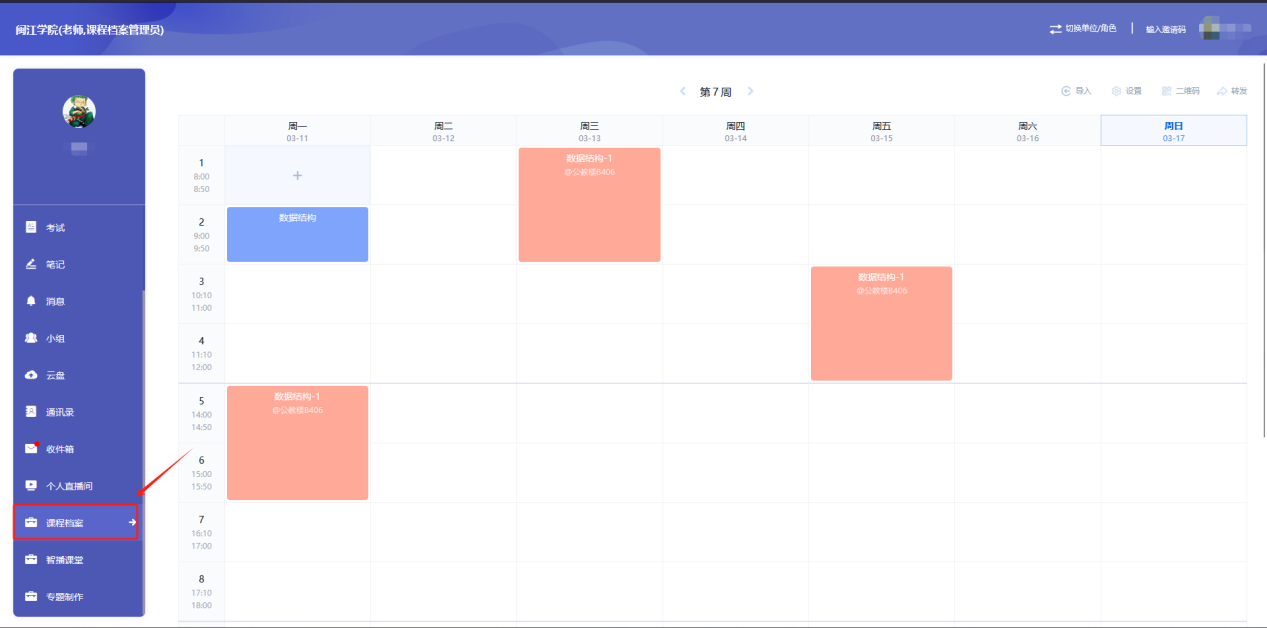 闽江学院(老师,课程档案管理员)
切换单位/角色
输入邀请码
第 7 周
导入
设置
二维码
转发
周一
03-11
周二
03-12
周三
03-13
周四
03-14
周五
03-15
周六
03-16
周日
03-17
1
8:00
8:50
+
数据结构-1
@公教楼B406
2
9:00
9:50
数据结构
3
10:10
11:00
数据结构-1
@公教楼B406
4
11:10
12:00
5
14:00
14:50
数据结构-1
@公教楼B406
6
15:00
15:50
7
16:10
17:00
8
17:10
18:00
考试
笔记
消息
小组
云盘
通讯录
收件箱
个人直播间
课程档案
智播课堂
专题制作